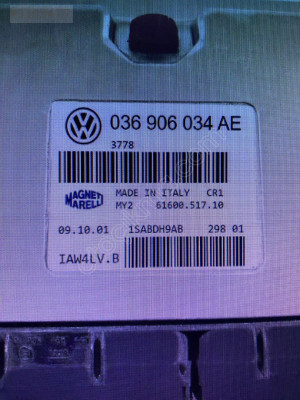 036 906 034 AE
3778
MAGNETI MARELLI
MADE IN ITALY CR1
MY2 61600.517.10
09.10.01 1SABDH9AB 298 01
IAW4LV.B